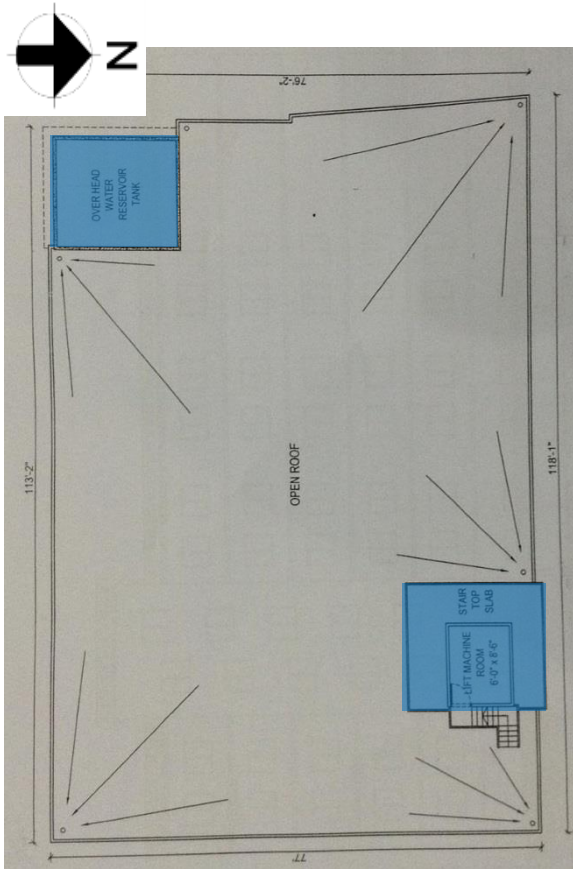 N
76'-2"
OVER HEAD
WATER
RESERVOIR
TANK
113'-2"
OPEN ROOF
118'-1"
STAIR
TOP
SLAB
LIFT MACHINE
ROOM
6'-0" x 8'-6"
77'